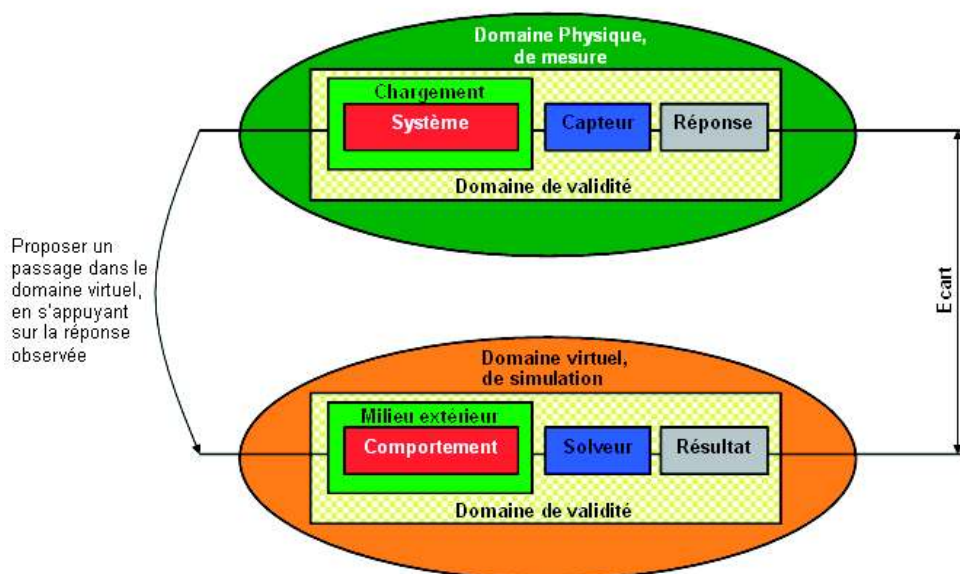 Domaine Physique,
de mesure
Chargement
Système
Capteur
Réponse
Domaine de validité
Proposer un
passage dans le
domaine virtuel,
en s'appuyant
sur la réponse
observée
Ecart
Domaine virtuel,
de simulation
Milieu extérieur
Comportement
Solveur
Résultat
Domaine de validité